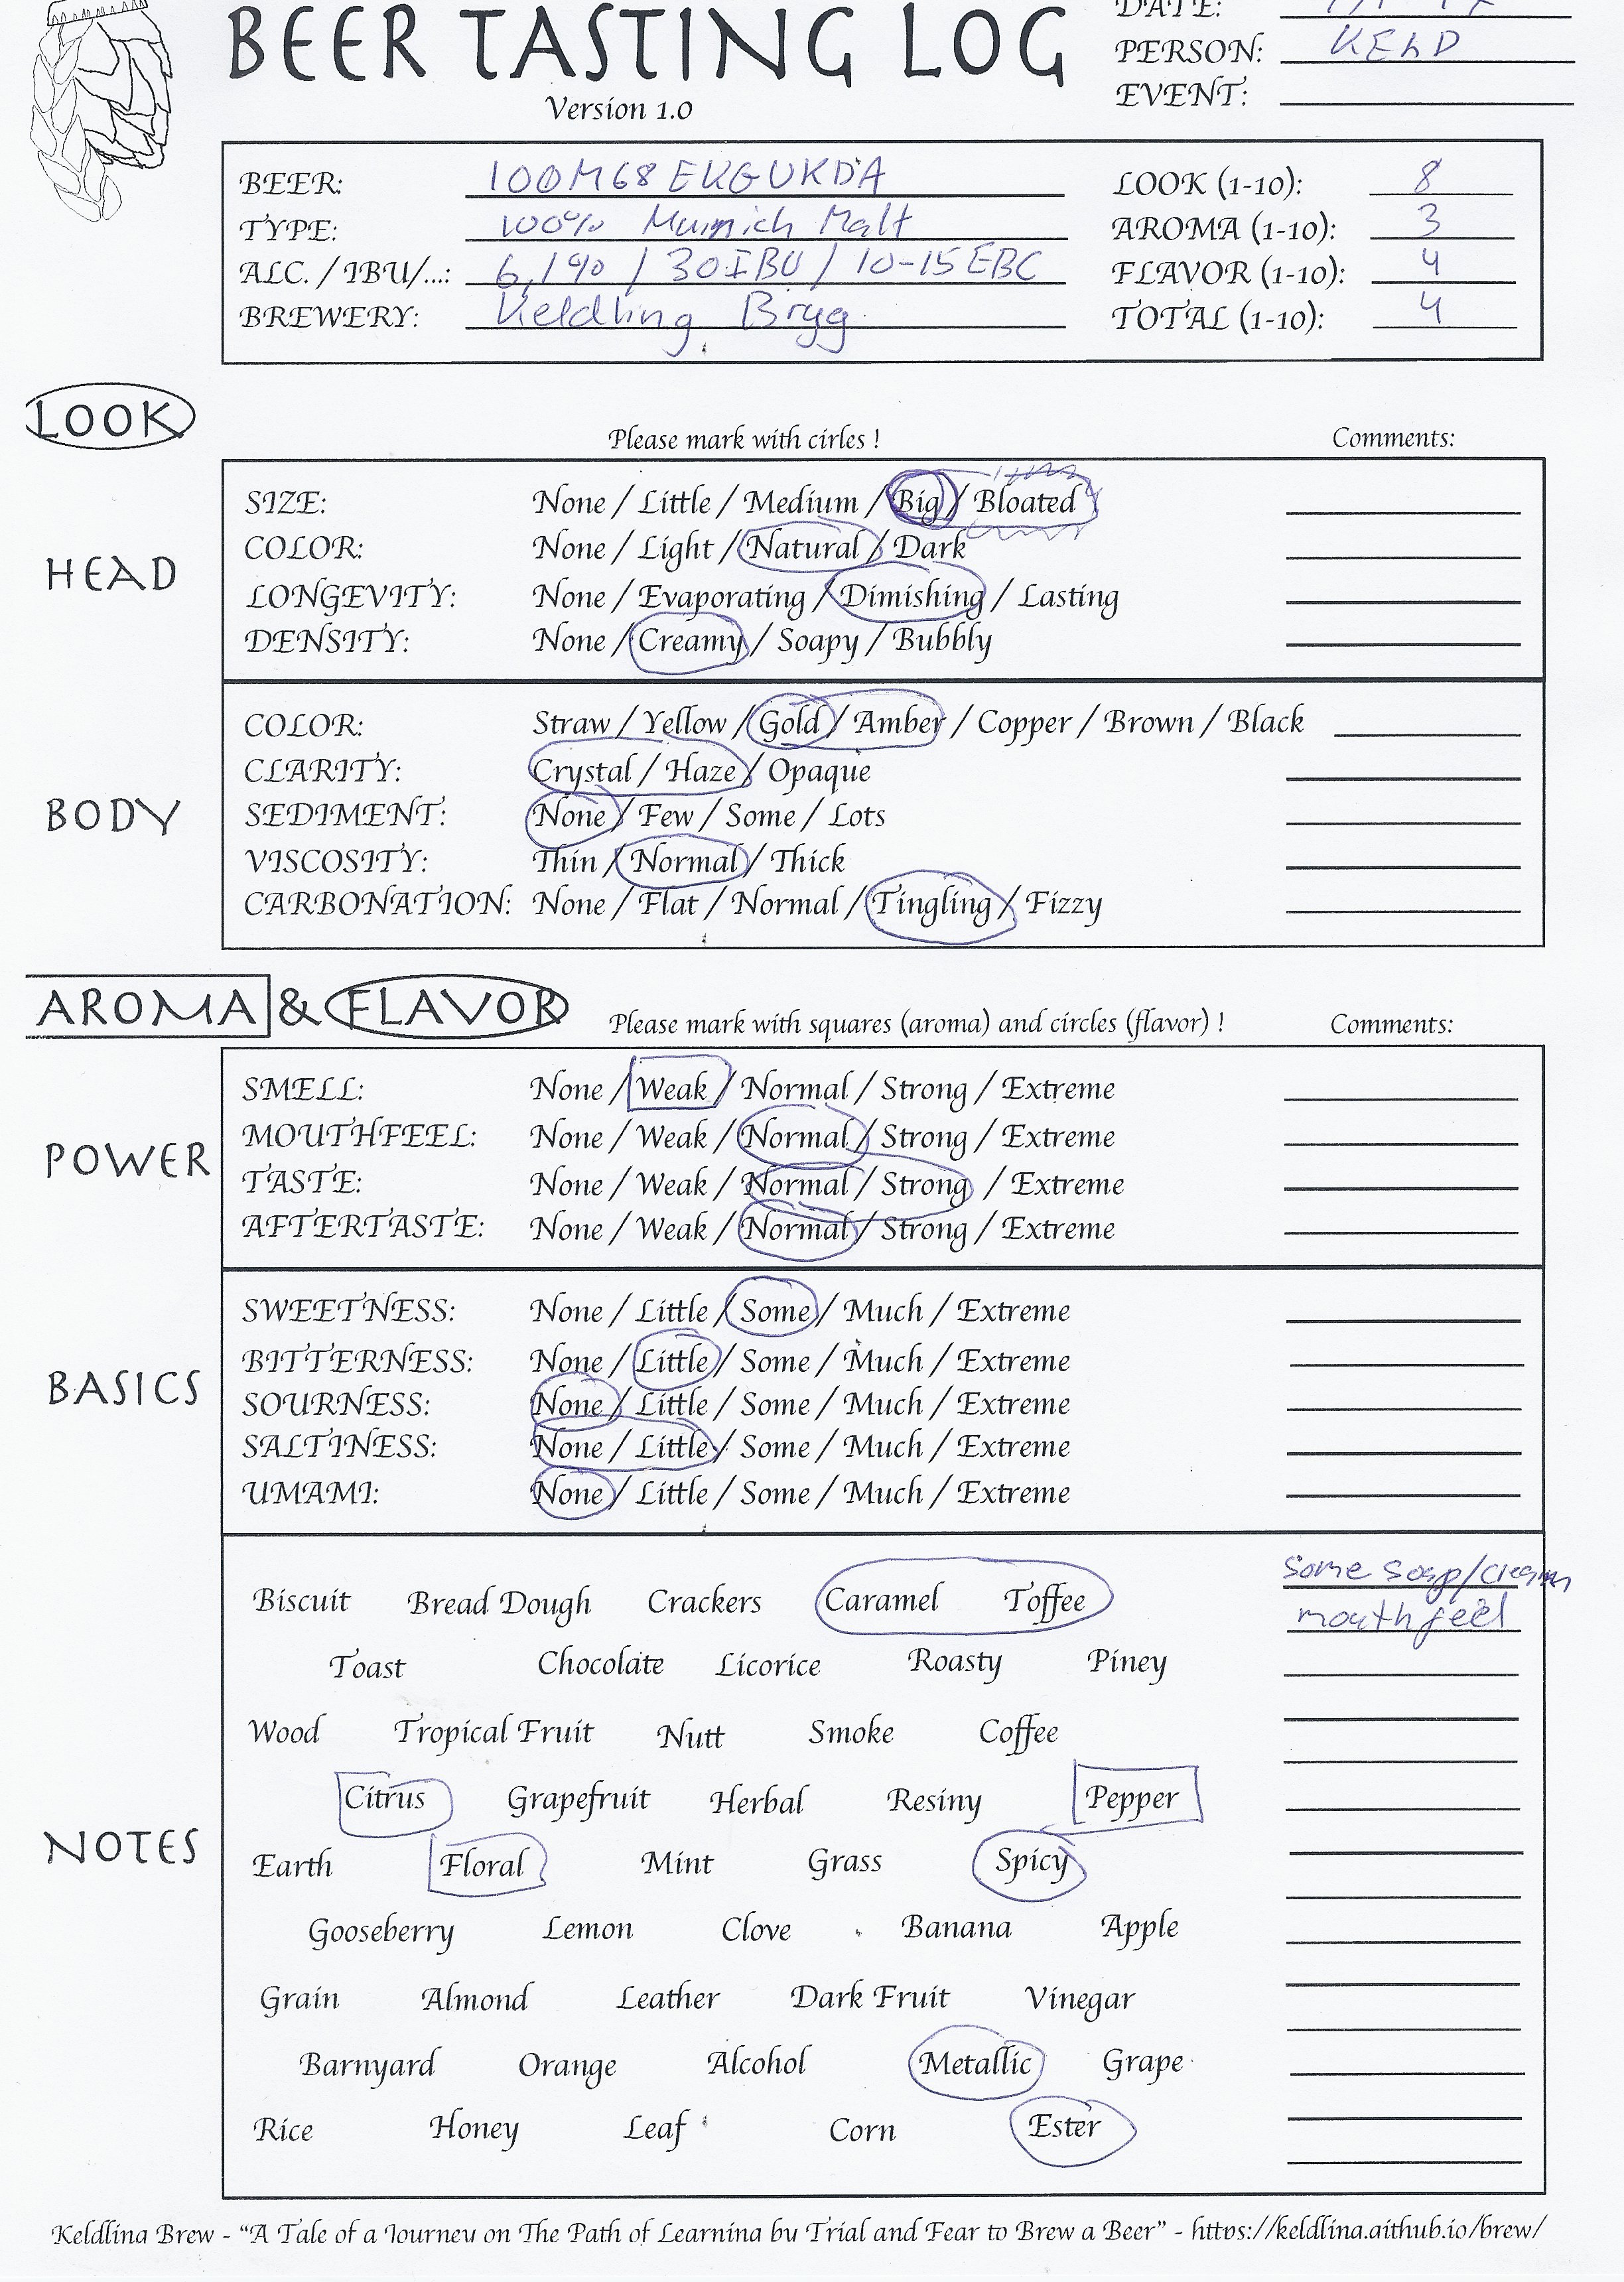 BEER TASTING LOG
Version 1.0
DATE:
PERSON: KELD
EVENT:
BEER: 100M68 EKGUKDA
TYPE: 100% Munich Malt
ALC. / IBU/...: 6,1% / 30IBU / 10-15EBC
BREWERY: Keldling Bryg
LOOK (1-10): 8
AROMA (1-10): 3
FLAVOR (1-10): 4
TOTAL (1-10): 4
LOOK
Please mark with cirles !
Comments:
HEAD
SIZE: None / Little / Medium / Big / Bloated
COLOR: None / Light / Natural / Dark
LONGEVITY: None / Evaporating / Dimishing / Lasting
DENSITY: None / Creamy / Soapy / Bubbly
BODY
COLOR: Straw / Yellow / Gold / Amber / Copper / Brown / Black
CLARITY: Crystal / Haze / Opaque
SEDIMENT: None / Few / Some / Lots
VISCOSITY: Thin / Normal / Thick
CARBONATION: None / Flat / Normal / Tingling / Fizzy
AROMA & FLAVOR
Please mark with squares (aroma) and circles (flavor) !
Comments:
POWER
SMELL: None / Weak / Normal / Strong / Extreme
MOUTHFEEL: None / Weak / Normal / Strong / Extreme
TASTE: None / Weak / Normal / Strong / Extreme
AFTERTASTE: None / Weak / Normal / Strong / Extreme
BASICS
SWEETNESS: None / Little / Some / Much / Extreme
BITTERNESS: None / Little / Some / Much / Extreme
SOURNESS: None / Little / Some / Much / Extreme
SALTINESS: None / Little / Some / Much / Extreme
UMAMI: None / Little / Some / Much / Extreme
NOTES
Biscuit Bread Dough Crackers Caramel Toffee
some soap/cream
mouthfeel
Toast Chocolate Licorice Roasty Piney
Wood Tropical Fruit Nutt Smoke Coffee
Citrus Grapefruit Herbal Resiny Pepper
Earth Floral Mint Grass Spicy
Gooseberry Lemon Clove Banana Apple
Grain Almond Leather Dark Fruit Vinegar
Barnyard Orange Alcohol Metallic Grape
Rice Honey Leaf Corn Ester
Keldling Brew - "A Tale of a Journey on The Path of Learning by Trial and Fear to Brew a Beer" - https://keldling.github.io/brew/